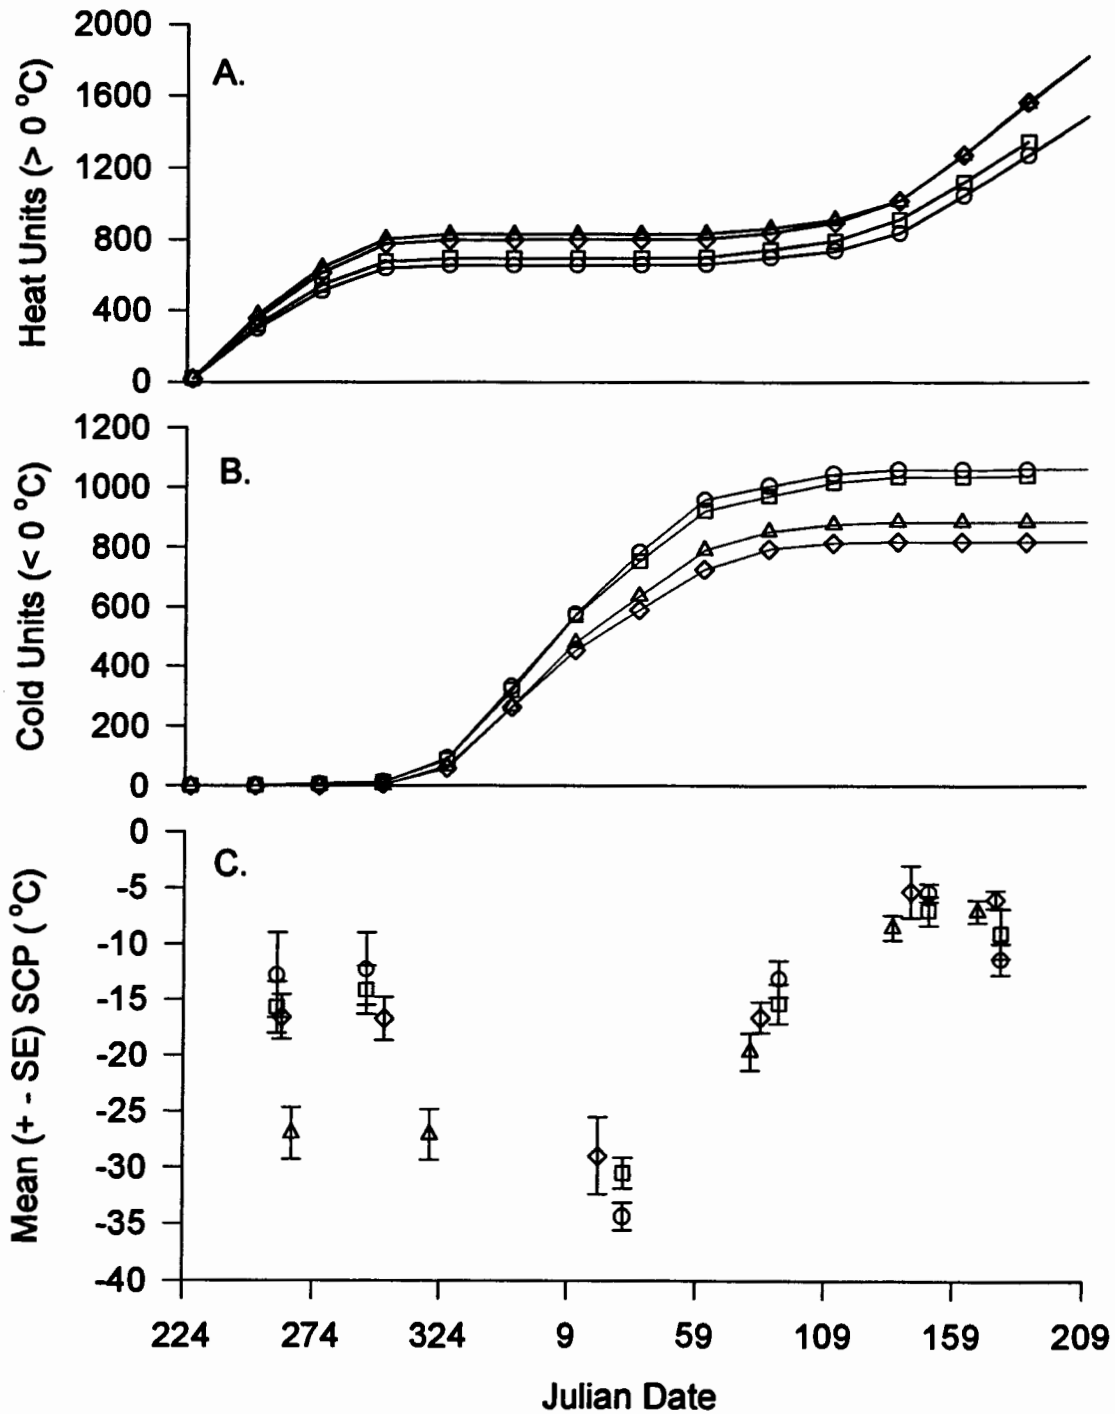 2000
1600
1200
800
400
0
Heat Units (> 0 °C)
A.
1200
1000
800
600
400
200
0
Cold Units (< 0 °C)
B.
0
-5
-10
-15
-20
-25
-30
-35
-40
Mean (+ - SE) SCP (°C)
C.
224 274 324 9 59 109 159 209
Julian Date